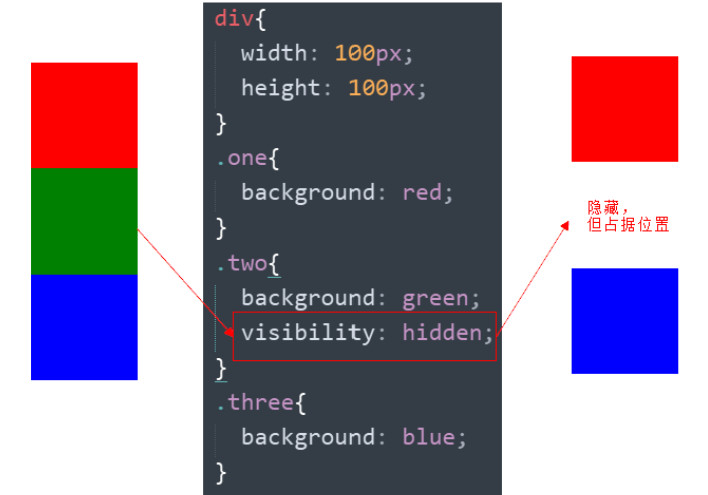 div{
width: 100px;
height: 100px;
}
.one{
background: red;
}
.two{
background: green;
visibility: hidden;
}
.three{
background: blue;
}
隐藏，
但占据位置